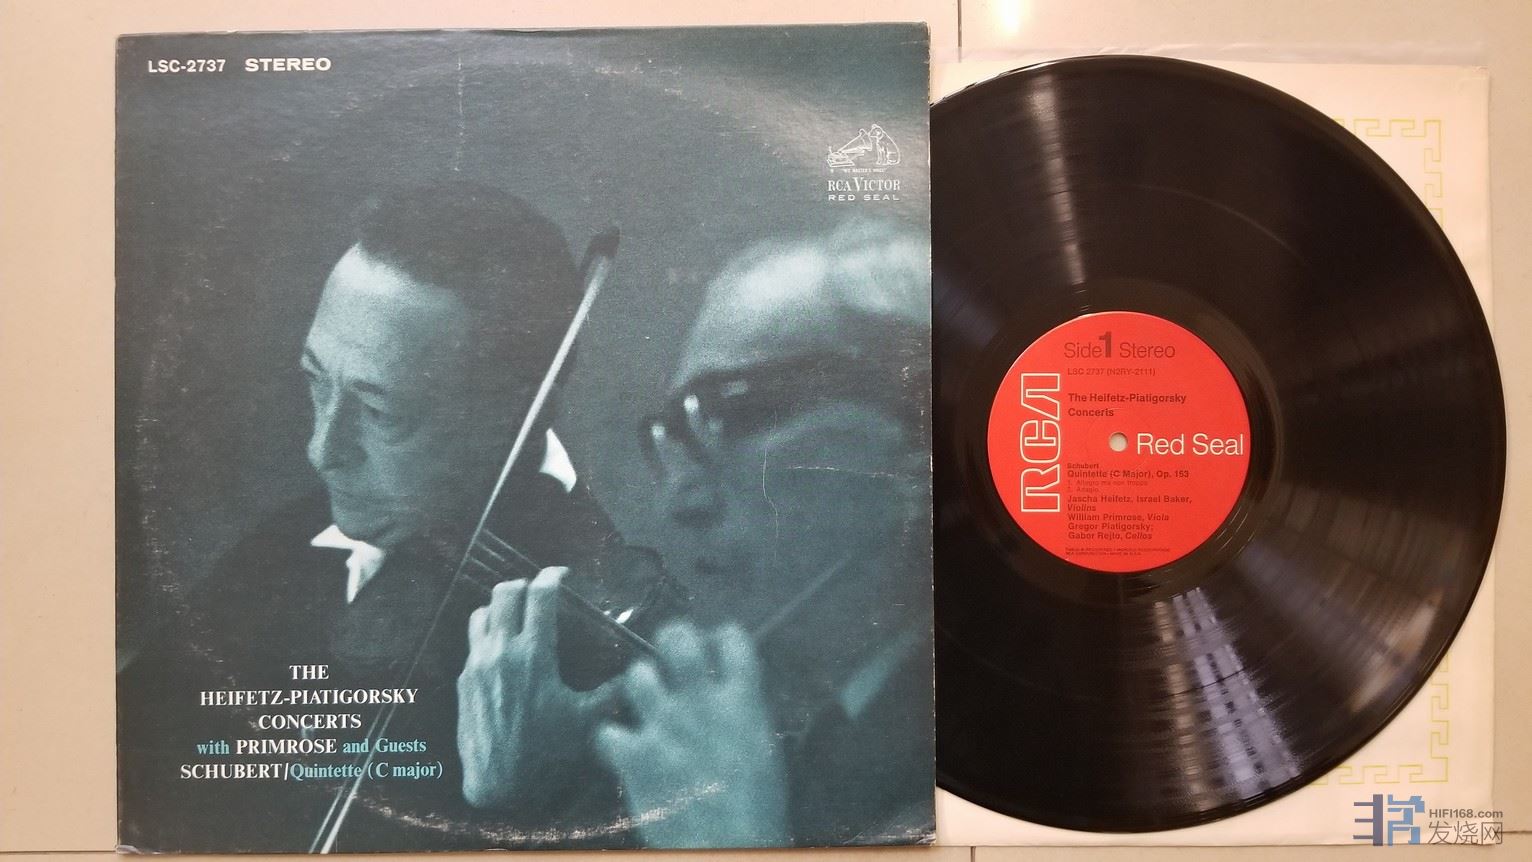 LSC-2737 STEREO
"HIS MASTER'S VOICE"
RCA VICTOR
RED SEAL
THE
HEIFETZ-PIATIGORSKY
CONCERTS
with PRIMROSE and Guests
SCHUBERT/Quintette (C major)
Side 1 Stereo
LSC 2737 (N2RY-2111)
The Heifetz-Piatigorsky
Concerts
RCA
Red Seal
Schubert
Quintette (C Major), Op. 163
1. Allegro ma non troppo
2. Adagio
Jascha Heifetz, Israel Baker,
Violins
William Primrose, Viola
Gregor Piatigorsky;
Gabor Rejto, Cellos
HIFI168.com
发烧网